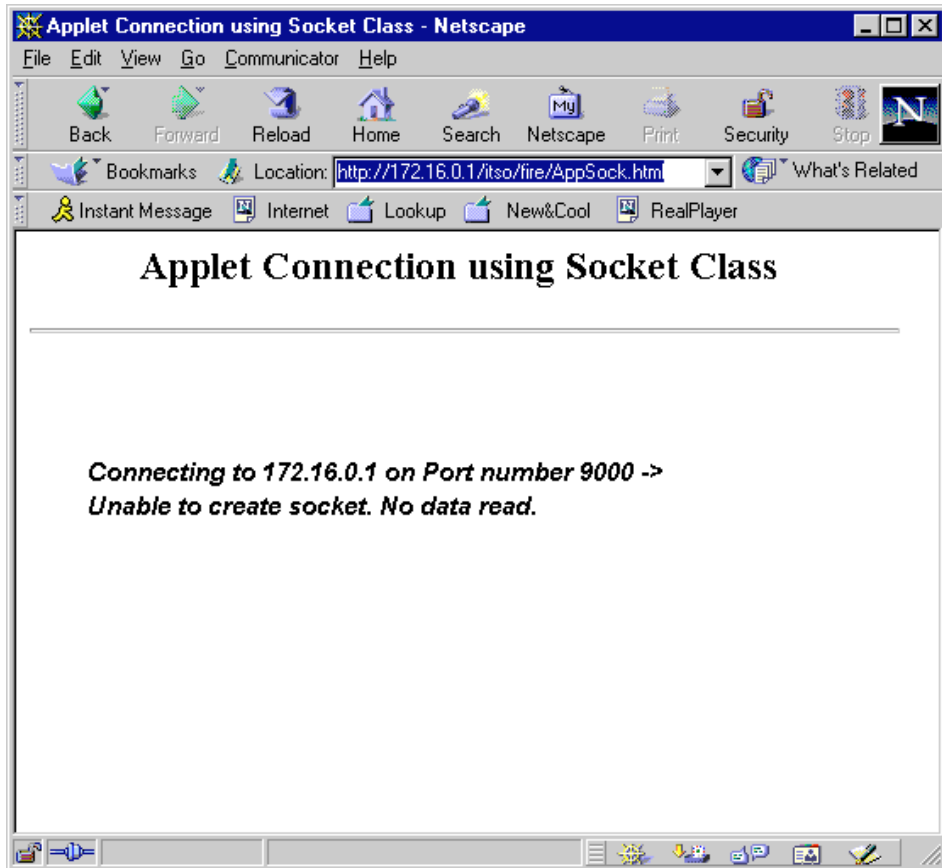 Applet Connection using Socket Class - Netscape
File Edit View Go Communicator Help
Back Forward Reload Home Search Netscape Print Security Stop
My
N
Bookmarks Location: http://172.16.0.1/itso/fire/AppSock.html What's Related
Instant Message Internet Lookup New&Cool RealPlayer
Applet Connection using Socket Class
Connecting to 172.16.0.1 on Port number 9000 ->
Unable to create socket. No data read.